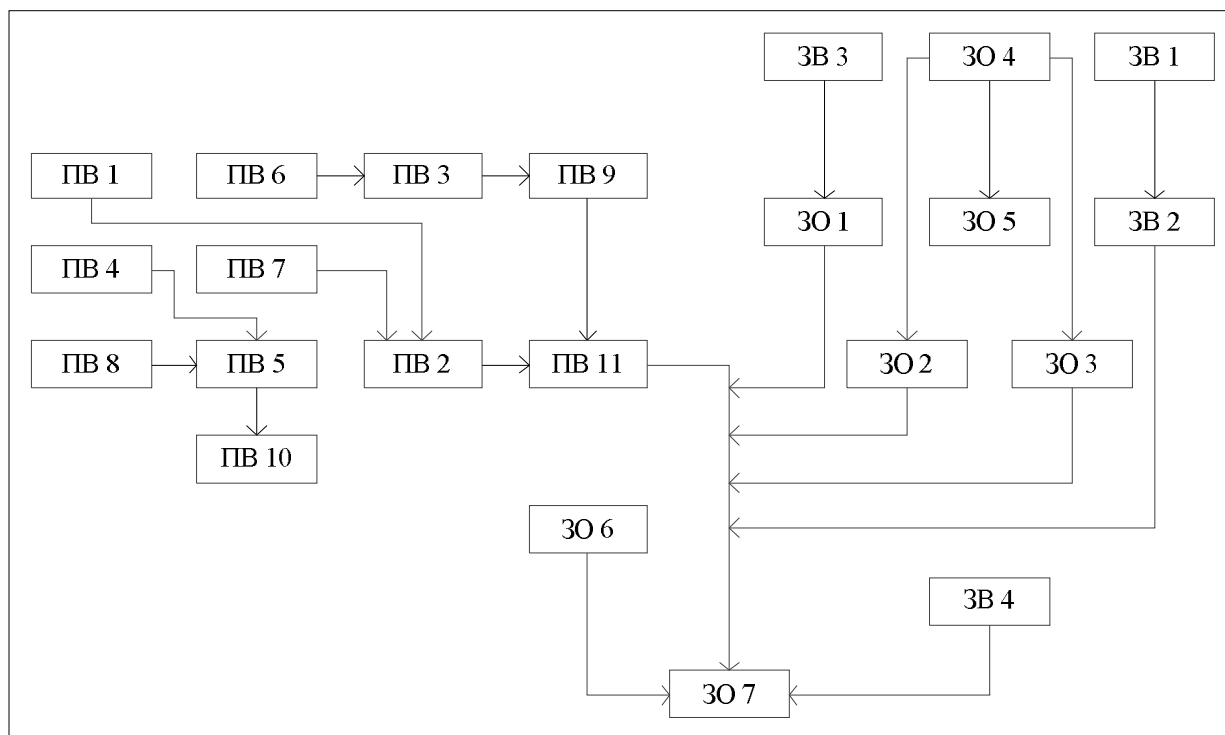 ЗВ 3
ЗО 4
ЗВ 1
ПВ 1
ПВ 6
ПВ 3
ПВ 9
ЗО 1
ЗО 5
ЗВ 2
ПВ 4
ПВ 7
ПВ 8
ПВ 5
ПВ 2
ПВ 11
ЗО 2
ЗО 3
ПВ 10
ЗО 6
ЗВ 4
ЗО 7